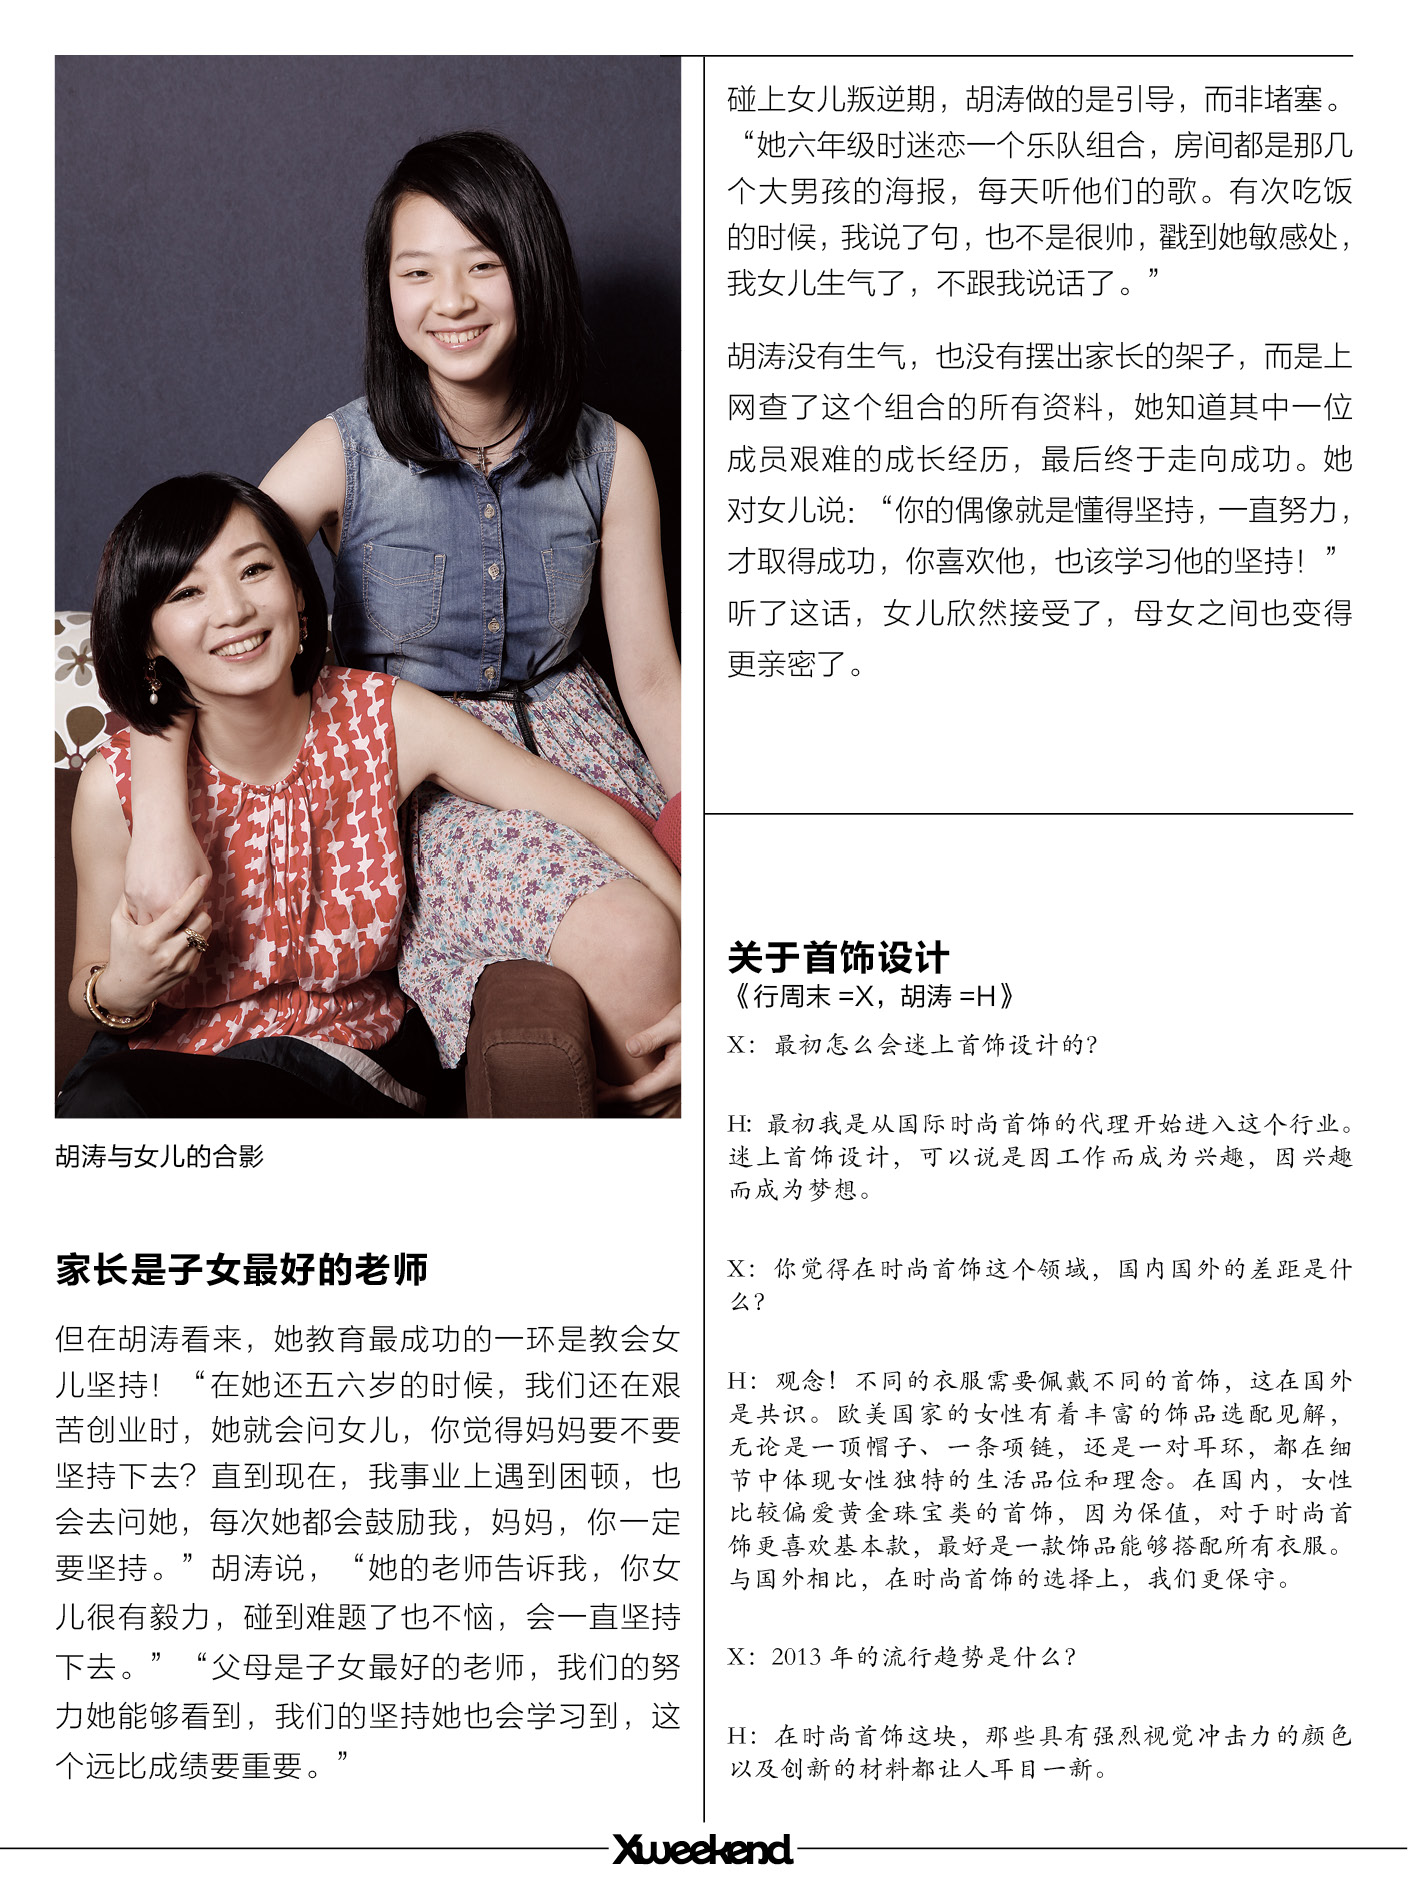 胡涛与女儿的合影
家长是子女最好的老师
但在胡涛看来，她教育最成功的一环是教会女
儿坚持！“在她还五六岁的时候，我们还在艰
苦创业时，她就会问女儿，你觉得妈妈要不要
坚持下去？直到现在，我事业上遇到困顿，也
会去问她，每次她都会鼓励我，妈妈，你一定
要坚持。”胡涛说，“她的老师告诉我，你女
儿很有毅力，碰到难题了也不恼，会一直坚持
下去。”“父母是子女最好的老师，我们的努
力她能够看到，我们的坚持她也会学习到，这
个远比成绩要重要。”
碰上女儿叛逆期，胡涛做的是引导，而非堵塞。
“她六年级时迷恋一个乐队组合，房间都是那几
个大男孩的海报，每天听他们的歌。有次吃饭
的时候，我说了句，也不是很帅，戳到她敏感处，
我女儿生气了，不跟我说话了。”
胡涛没有生气，也没有摆出家长的架子，而是上
网查了这个组合的所有资料，她知道其中一位
成员艰难的成长经历，最后终于走向成功。她
对女儿说：“你的偶像就是懂得坚持，一直努力，
才取得成功，你喜欢他，也该学习他的坚持！”
听了这话，女儿欣然接受了，母女之间也变得
更亲密了。
关于首饰设计
《行周末 =X，胡涛 =H》
X：最初怎么会迷上首饰设计的？
H：最初我是从国际时尚首饰的代理开始进入这个行业。
迷上首饰设计，可以说是因工作而成为兴趣，因兴趣
而成为梦想。
X：你觉得在时尚首饰这个领域，国内国外的差距是什
么？
H：观念！不同的衣服需要佩戴不同的首饰，这在国外
是共识。欧美国家的女性有着丰富的饰品选配见解，
无论是一顶帽子、一条项链，还是一对耳环，都在细
节中体现女性独特的生活品位和理念。在国内，女性
比较偏爱黄金珠宝类的首饰，因为保值，对于时尚首
饰更喜欢基本款，最好是一款饰品能够搭配所有衣服。
与国外相比，在时尚首饰的选择上，我们更保守。
X：2013 年的流行趋势是什么？
H：在时尚首饰这块，那些具有强烈视觉冲击力的颜色
以及创新的材料都让人耳目一新。
Xweekend